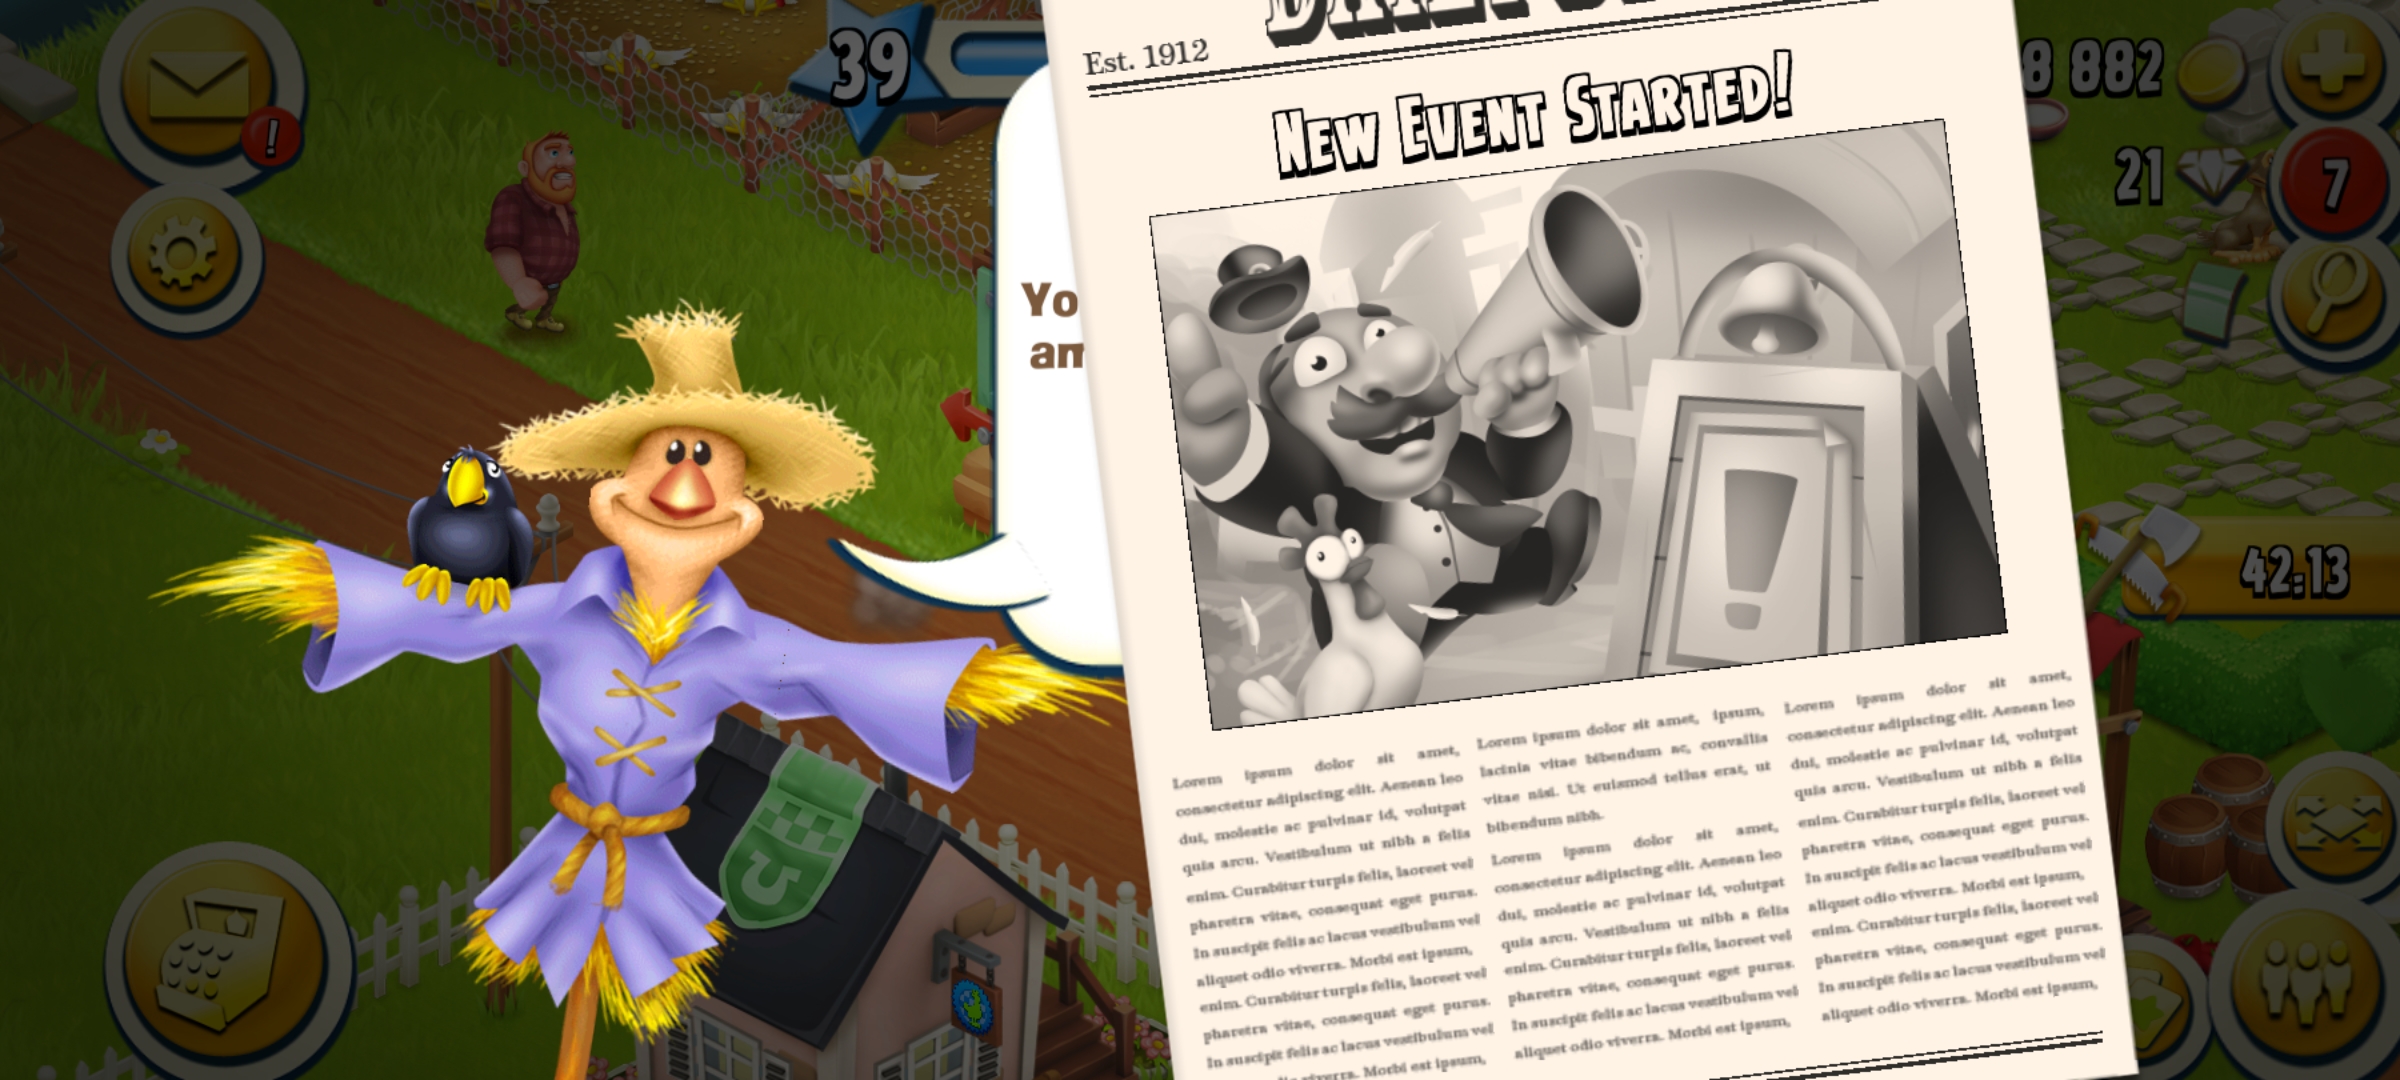 39
8 882
21
7
42:13
Yo
am
Est. 1912
New Event Started!
Lorem ipsum dolor sit amet,
consectetur adipiscing elit. Aenean leo
dui, molestie ac pulvinar id, volutpat
quis arcu. Vestibulum ut nibh a felis
enim. Curabitur turpis felis, laoreet vel
pharetra vitae, consequat eget purus.
In suscipit felis ac lacus vestibulum vel
aliquet odio viverra. Morbi est ipsum,
enim. Curabitur turpis felis, laoreet vel
pharetra vitae, consequat eget purus.
In suscipit felis ac lacus vestibulum vel
viverra. Morbi est ipsum,
Lorem ipsum dolor sit amet, ipsum,
lacinia vitae bibendum ac, convallis
vitae nisi. Ut euismod tellus erat, ut
bibendum nibh.
Lorem ipsum dolor sit amet,
consectetur adipiscing elit. Aenean leo
dui, molestie ac pulvinar id, volutpat
quis arcu. Vestibulum ut nibh a felis
enim. Curabitur turpis felis, laoreet vel
pharetra vitae, consequat eget purus.
In suscipit felis ac lacus vestibulum vel
aliquet odio viverra. Morbi est ipsum,
Lorem ipsum dolor sit amet,
consectetur adipiscing elit. Aenean leo
dui, molestie ac pulvinar id, volutpat
quis arcu. Vestibulum ut nibh a felis
enim. Curabitur turpis felis, laoreet vel
pharetra vitae, consequat eget purus.
In suscipit felis ac lacus vestibulum vel
aliquet odio viverra. Morbi est ipsum,
enim. Curabitur turpis felis, laoreet vel
pharetra vitae, consequat eget purus.
In suscipit felis ac lacus vestibulum vel
aliquet odio viverra. Morbi est ipsum,